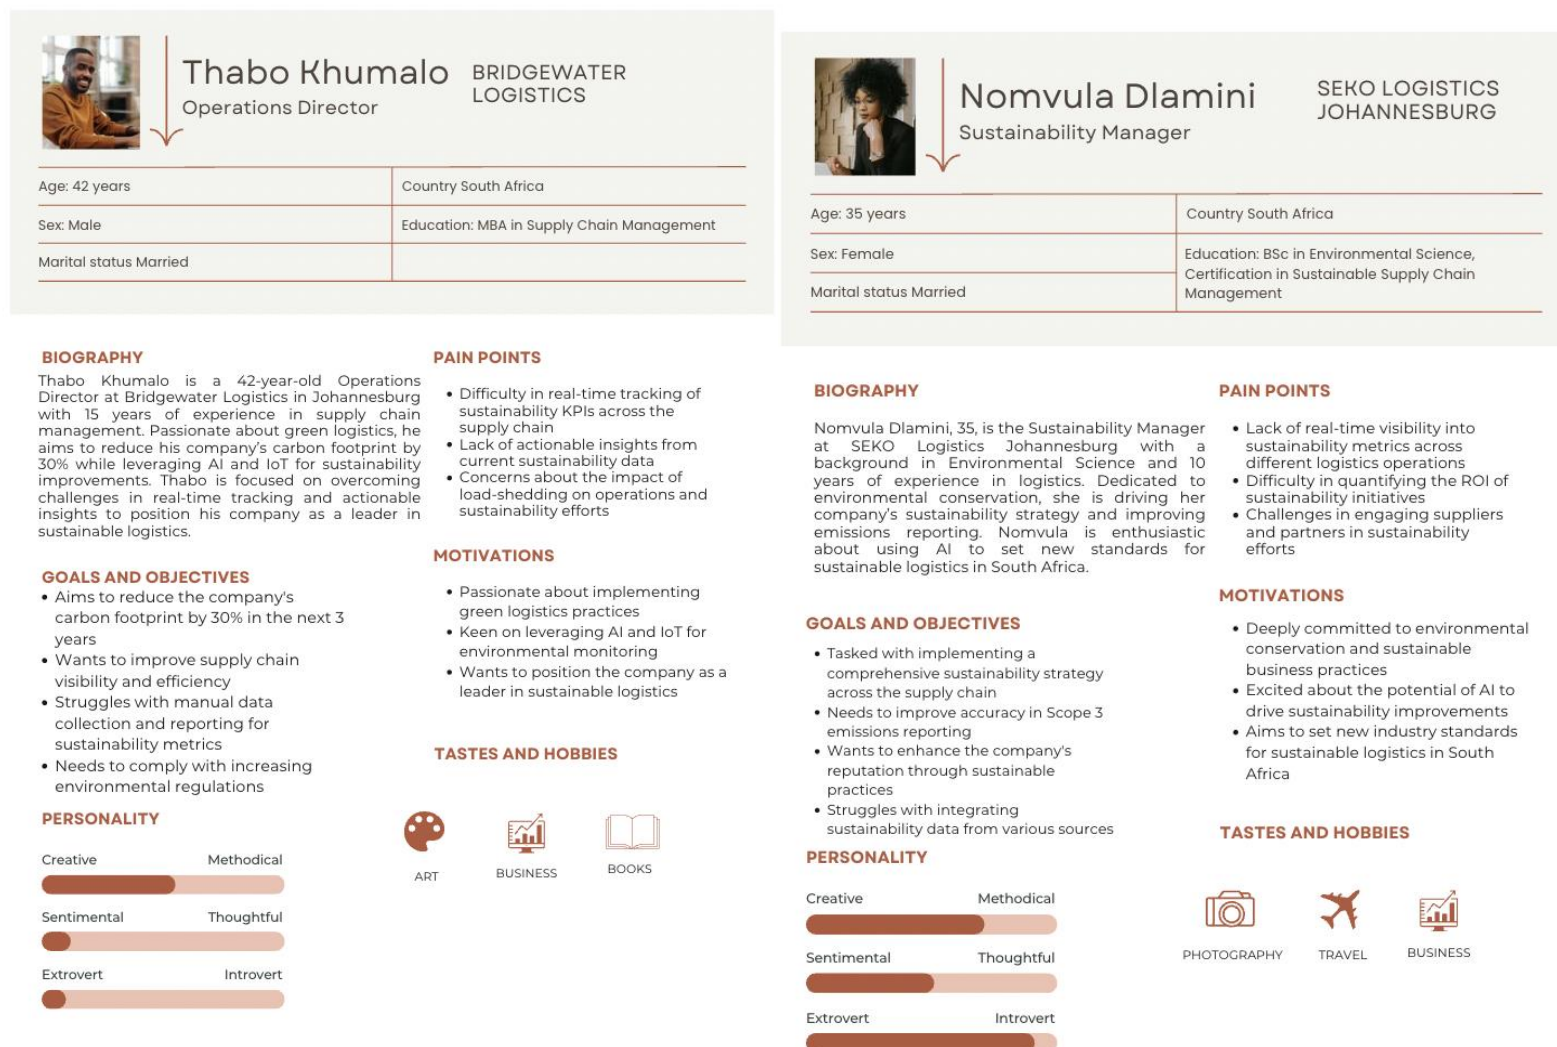 Thabo Khumalo
Operations Director
BRIDGEWATER
LOGISTICS
Age: 42 years
Country South Africa
Sex: Male
Education: MBA in Supply Chain Management
Marital status Married
BIOGRAPHY
Thabo Khumalo is a 42-year-old Operations
Director at Bridgewater Logistics in Johannesburg
with 15 years of experience in supply chain
management. Passionate about green logistics, he
aims to reduce his company's carbon footprint by
30% while leveraging AI and IoT for sustainability
improvements. Thabo is focused on overcoming
challenges in real-time tracking and actionable
insights to position his company as a leader in
sustainable logistics.
GOALS AND OBJECTIVES
• Aims to reduce the company's
carbon footprint by 30% in the next 3
years
• Wants to improve supply chain
visibility and efficiency
• Struggles with manual data
collection and reporting for
sustainability metrics
• Needs to comply with increasing
environmental regulations
PERSONALITY
Creative Methodical
Sentimental Thoughtful
Extrovert Introvert
PAIN POINTS
• Difficulty in real-time tracking of
sustainability KPIs across the
supply chain
• Lack of actionable insights from
current sustainability data
• Concerns about the impact of
load-shedding on operations and
sustainability efforts
MOTIVATIONS
• Passionate about implementing
green logistics practices
• Keen on leveraging AI and IoT for
environmental monitoring
• Wants to position the company as a
leader in sustainable logistics
TASTES AND HOBBIES
ART BUSINESS BOOKS
Nomvula Dlamini
Sustainability Manager
SEKO LOGISTICS
JOHANNESBURG
Age: 35 years
Country South Africa
Sex: Female
Education: BSc in Environmental Science,
Certification in Sustainable Supply Chain
Management
Marital status Married
BIOGRAPHY
Nomvula Dlamini, 35, is the Sustainability Manager
at SEKO Logistics Johannesburg with a
background in Environmental Science and 10
years of experience in logistics. Dedicated to
environmental conservation, she is driving her
company's sustainability strategy and improving
emissions reporting. Nomvula is enthusiastic
about using AI to set new standards for
sustainable logistics in South Africa.
GOALS AND OBJECTIVES
• Tasked with implementing a
comprehensive sustainability strategy
across the supply chain
• Needs to improve accuracy in Scope 3
emissions reporting
• Wants to enhance the company's
reputation through sustainable
practices
• Struggles with integrating
sustainability data from various sources
PERSONALITY
Creative Methodical
Sentimental Thoughtful
Extrovert Introvert
PAIN POINTS
• Lack of real-time visibility into
sustainability metrics across
different logistics operations
• Difficulty in quantifying the ROI of
sustainability initiatives
• Challenges in engaging suppliers
and partners in sustainability
efforts
MOTIVATIONS
• Deeply committed to environmental
conservation and sustainable
business practices
• Excited about the potential of AI to
drive sustainability improvements
• Aims to set new industry standards
for sustainable logistics in South
Africa
TASTES AND HOBBIES
PHOTOGRAPHY TRAVEL BUSINESS